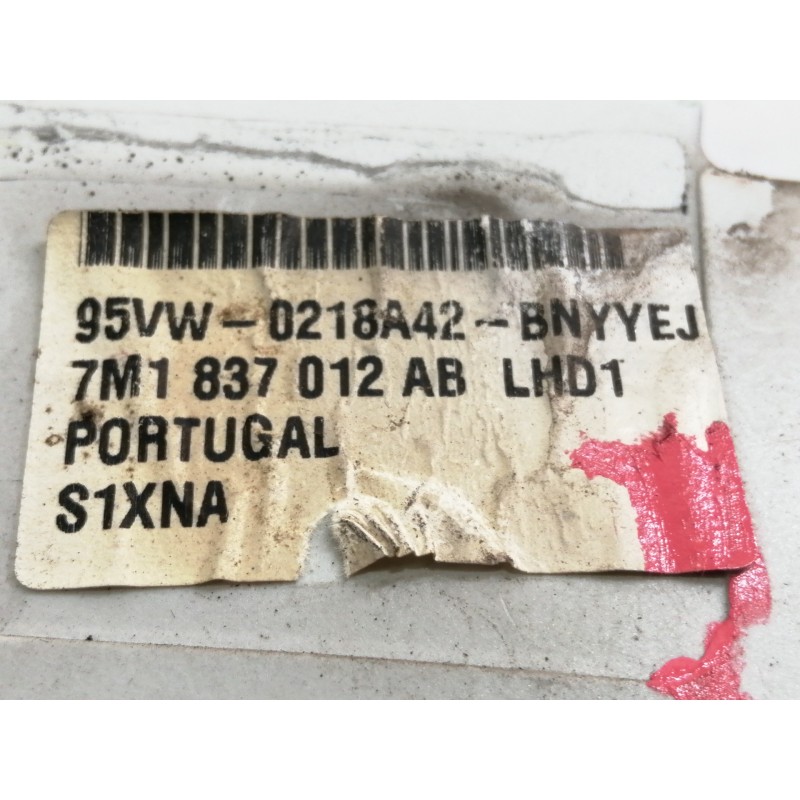 95VW-0218A42-BNYYEJ
7M1 837 012 AB LHD1
PORTUGAL
S1XNA